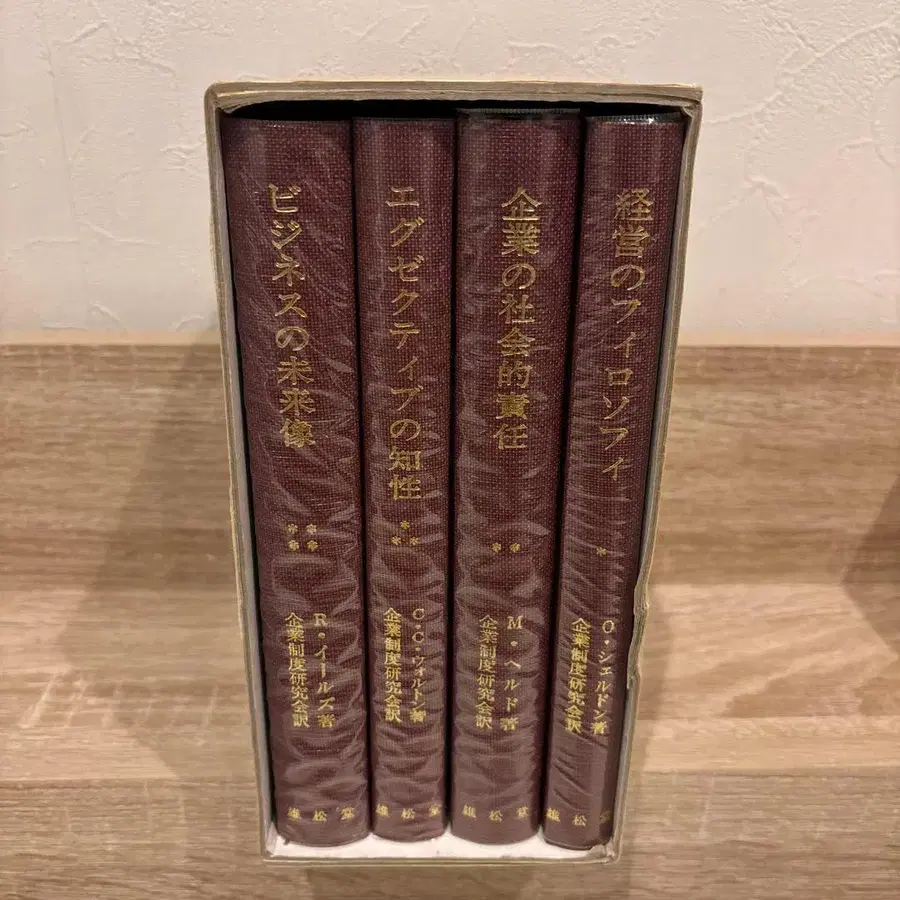 経営のフィロソフィ
*
O・シェルドン著
企業制度研究会訳
雄松堂
企業の社会的責任
**
M・ヘルド著
企業制度研究会訳
雄松堂
エグゼクティブの知性
***
C・C・ウォルトン著
企業制度研究会訳
雄松堂
ビジネスの未来像
****
R・イールズ著
企業制度研究会訳
雄松堂